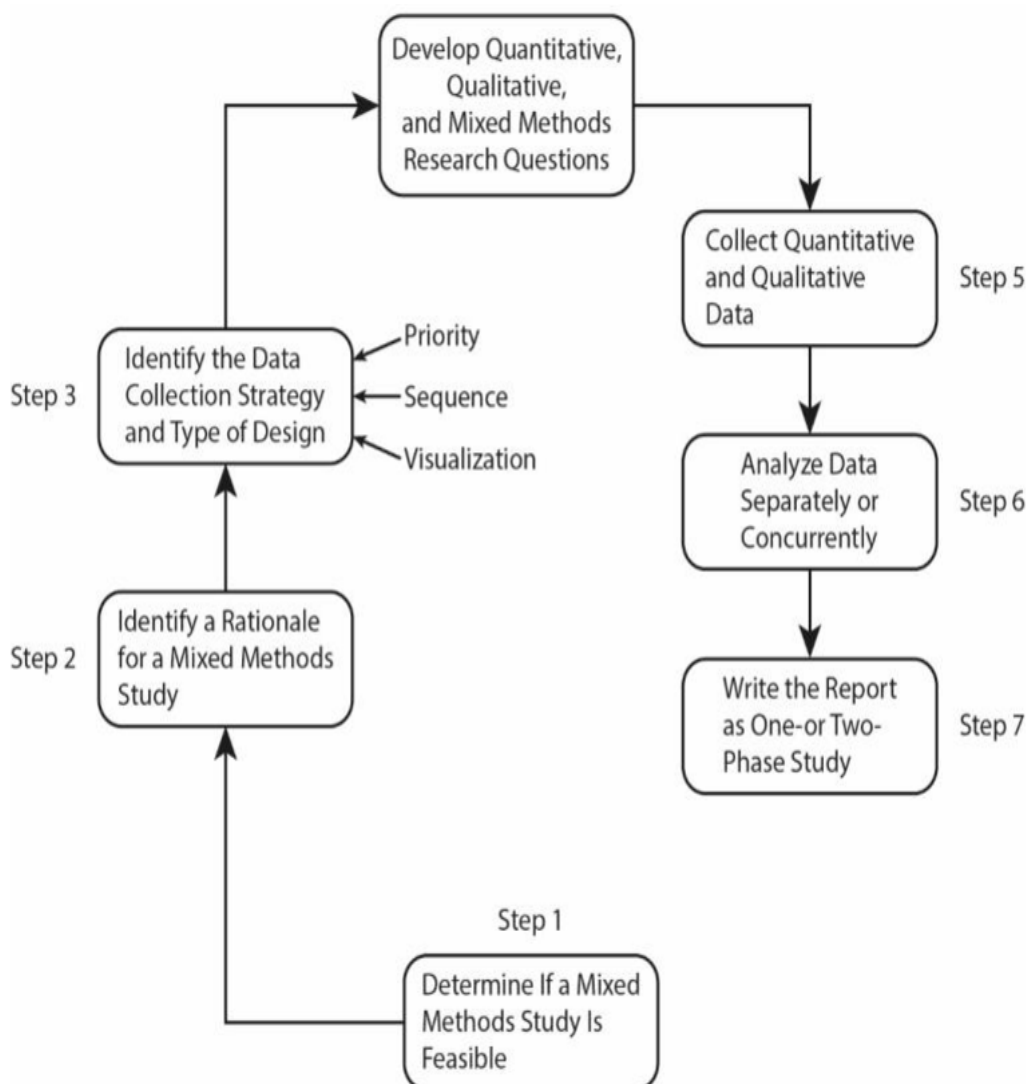 Develop Quantitative,
Qualitative,
and Mixed Methods
Research Questions
Collect Quantitative
and Qualitative
Data
Step 5
Step 3
Identify the Data
Collection Strategy
and Type of Design
Priority
Sequence
Visualization
Analyze Data
Separately or
Concurrently
Step 6
Step 2
Identify a Rationale
for a Mixed Methods
Study
Write the Report
as One-or Two-
Phase Study
Step 7
Step 1
Determine If a Mixed
Methods Study Is
Feasible